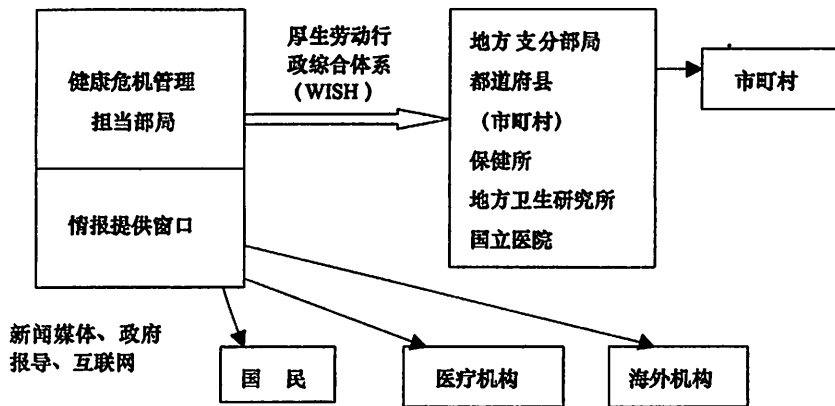 健康危机管理
担当部局
情报提供窗口
厚生劳动行
政综合体系
(WISH)
地方支分部局
都道府县
(市町村)
保健所
地方卫生研究所
国立医院
市町村
新闻媒体、政府
报导、互联网
国 民
医疗机构
海外机构